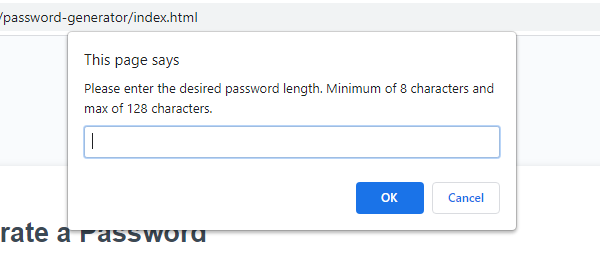 /password-generator/index.html
This page says
Please enter the desired password length. Minimum of 8 characters and
max of 128 characters.
OK Cancel
rate a Password